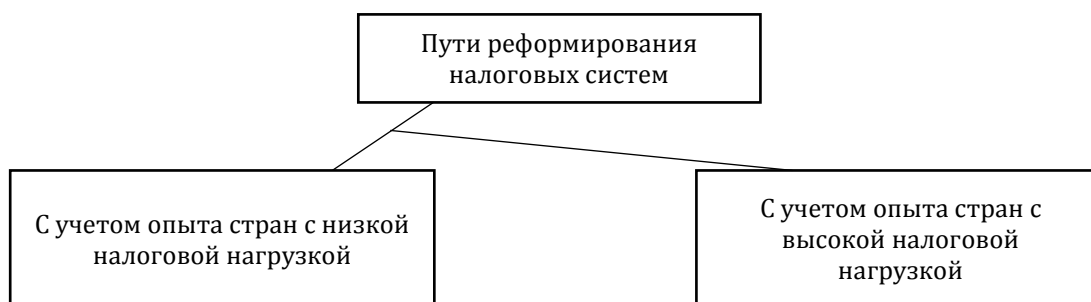 Пути реформирования
налоговых систем
С учетом опыта стран с низкой
налоговой нагрузкой
С учетом опыта стран с
высокой налоговой
нагрузкой